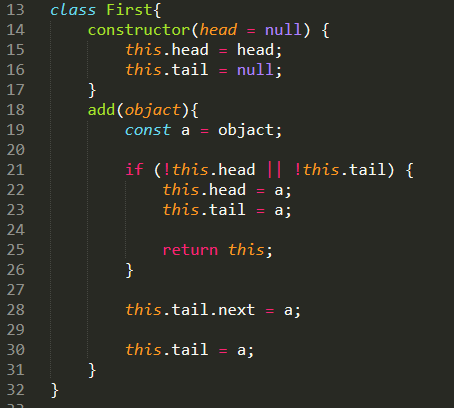 13 class First{
14     constructor(head = null) {
15         this.head = head;
16         this.tail = null;
17     }
18     add(objact){
19         const a = objact;
20
21         if (!this.head || !this.tail) {
22             this.head = a;
23             this.tail = a;
24
25             return this;
26         }
27
28         this.tail.next = a;
29
30         this.tail = a;
31     }
32 }